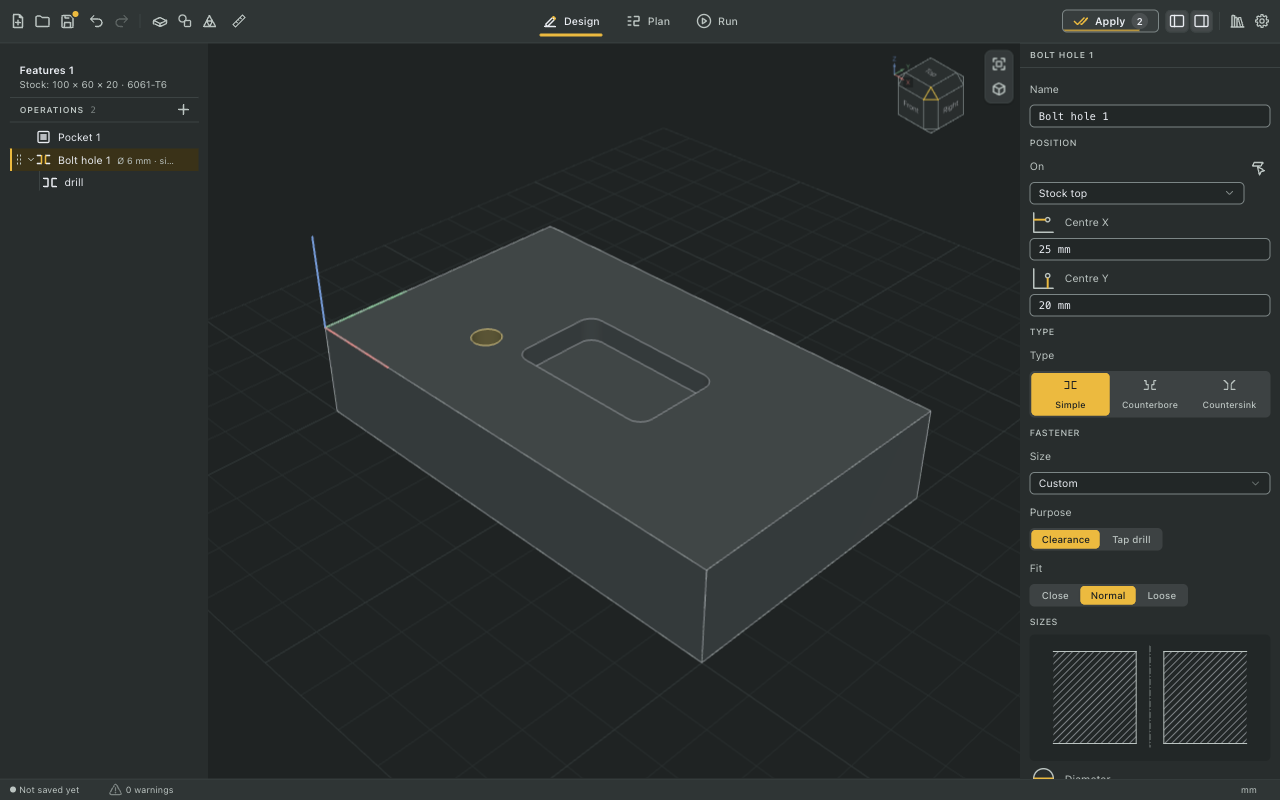 Design
Plan
Run
Apply 2
Features 1
Stock: 100 × 60 × 20 · 6061-T6
OPERATIONS 2
Pocket 1
Bolt hole 1 Ø 6 mm · si…
drill
Top
Front
Right
BOLT HOLE 1
Name
Bolt hole 1
POSITION
On
Stock top
Centre X
25 mm
Centre Y
20 mm
TYPE
Type
Simple
Counterbore
Countersink
FASTENER
Size
Custom
Purpose
Clearance
Tap drill
Fit
Close
Normal
Loose
SIZES
Diameter
Not saved yet
0 warnings
mm